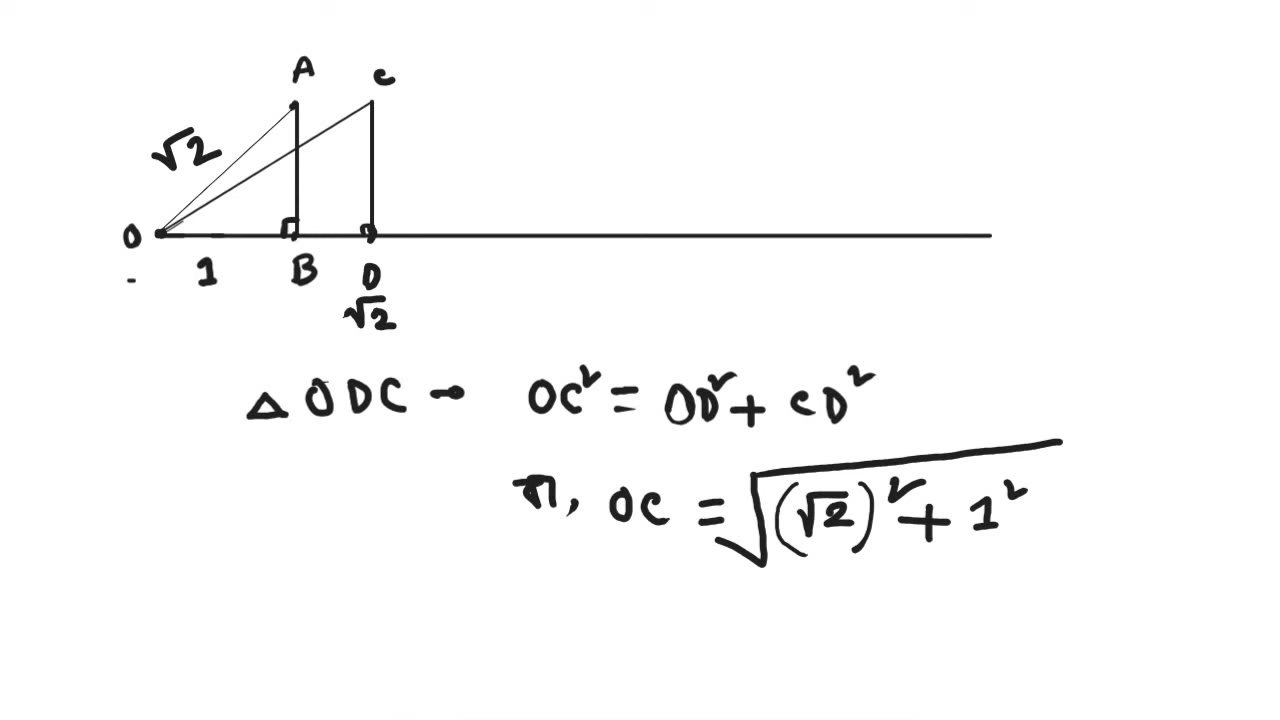 A C
√2
O 1 B D
√2
△ ODC → OC² = OD² + CD²
বা, OC = √((√2)² + 1²)